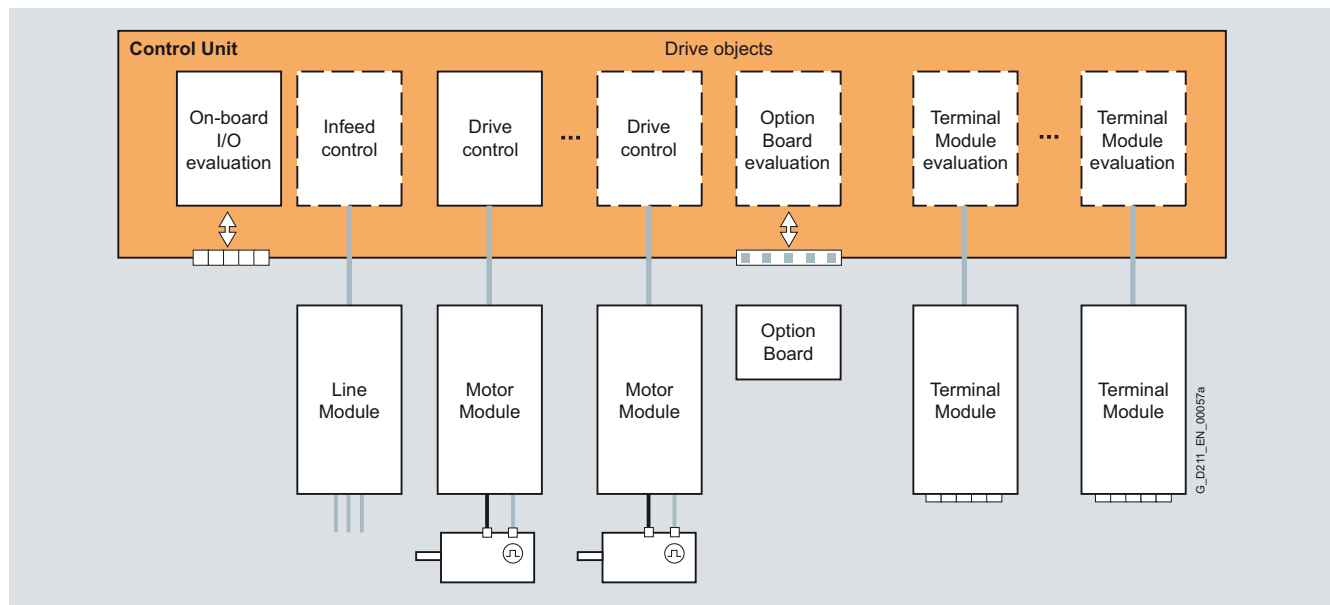 Control Unit
Drive objects
On-board
I/O
evaluation
Infeed
control
Drive
control
...
Drive
control
Option
Board
evaluation
Terminal
Module
evaluation
...
Terminal
Module
evaluation
Line
Module
Motor
Module
Motor
Module
Option
Board
Terminal
Module
Terminal
Module
G_D211_EN_00057a